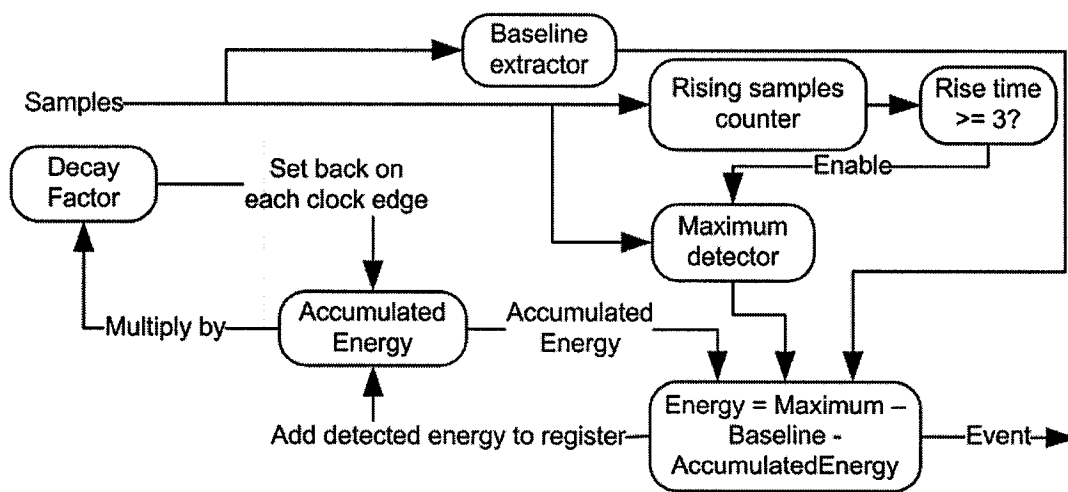 Baseline
extractor
Samples
Rising samples
counter
Rise time
>= 3?
Enable
Decay
Factor
Set back on
each clock edge
Maximum
detector
Multiply by
Accumulated
Energy
Accumulated
Energy
Add detected energy to register
Energy = Maximum –
Baseline -
AccumulatedEnergy
Event